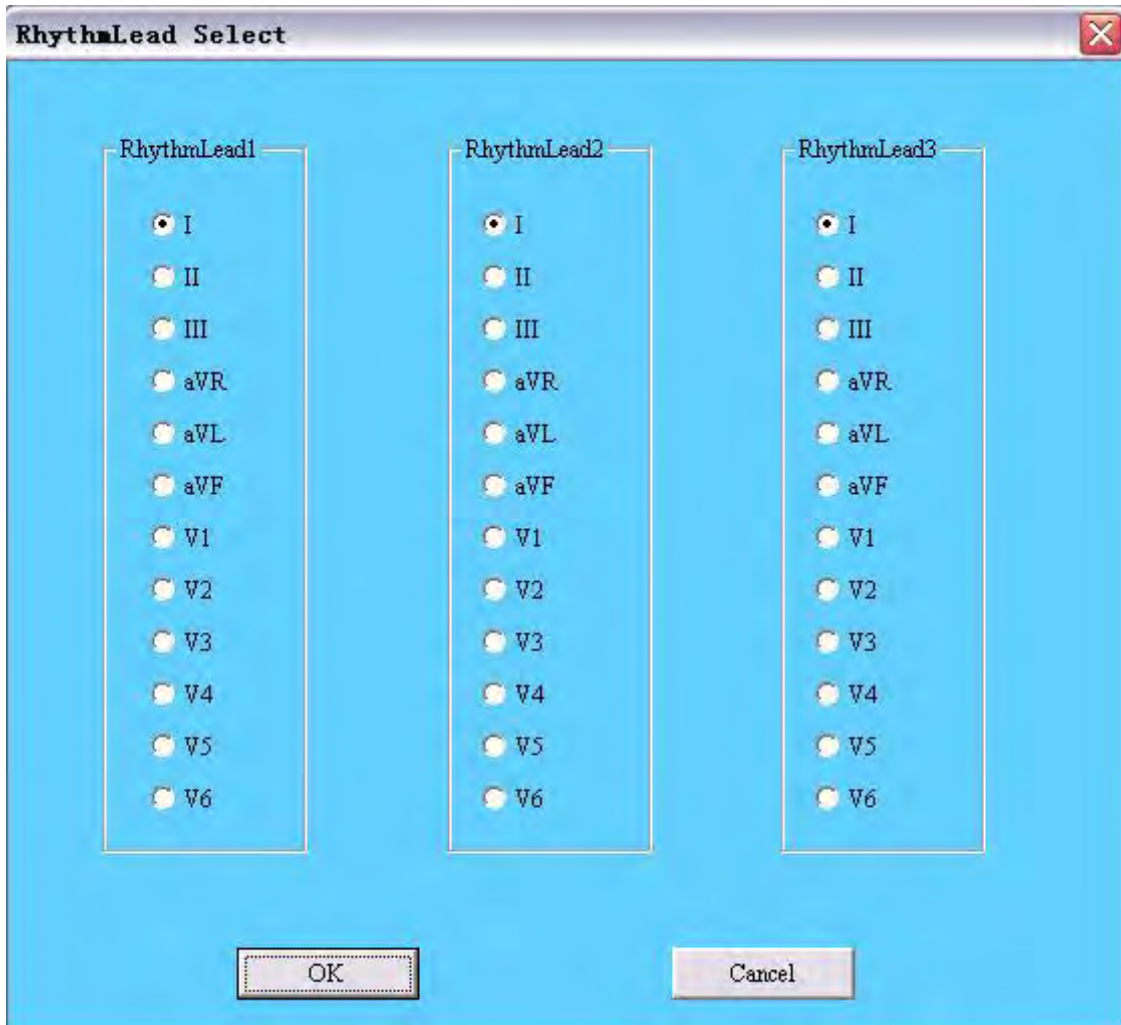 RhythmLead Select
RhythmLead1
I
II
III
aVR
aVL
aVF
V1
V2
V3
V4
V5
V6
RhythmLead2
I
II
III
aVR
aVL
aVF
V1
V2
V3
V4
V5
V6
RhythmLead3
I
II
III
aVR
aVL
aVF
V1
V2
V3
V4
V5
V6
OK
Cancel